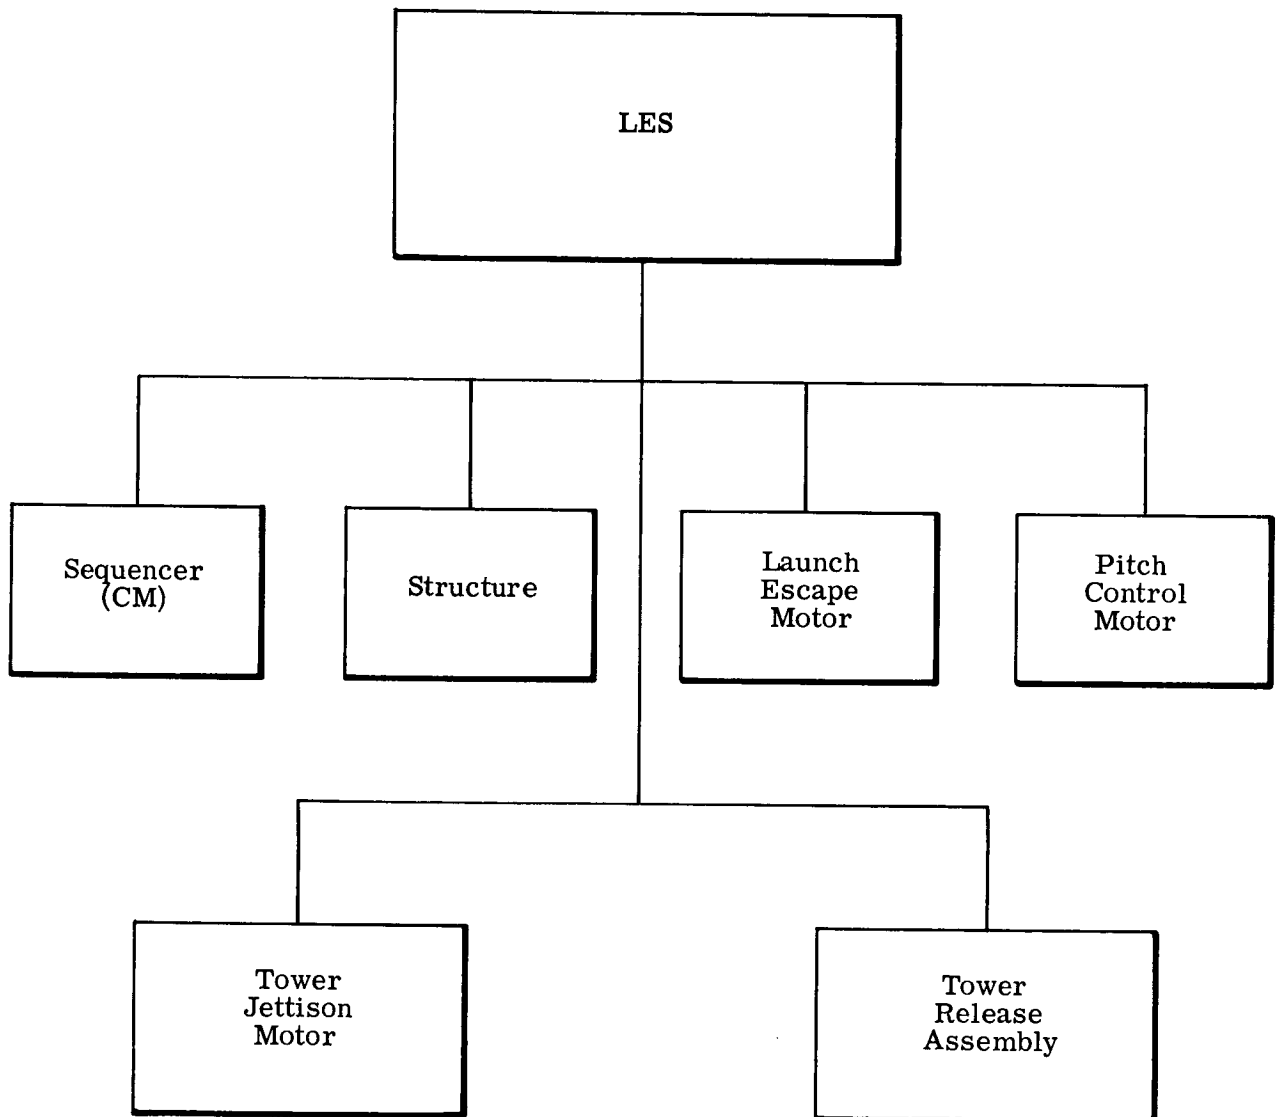 LES
Sequencer
(CM)
Structure
Launch
Escape
Motor
Pitch
Control
Motor
Tower
Jettison
Motor
Tower
Release
Assembly